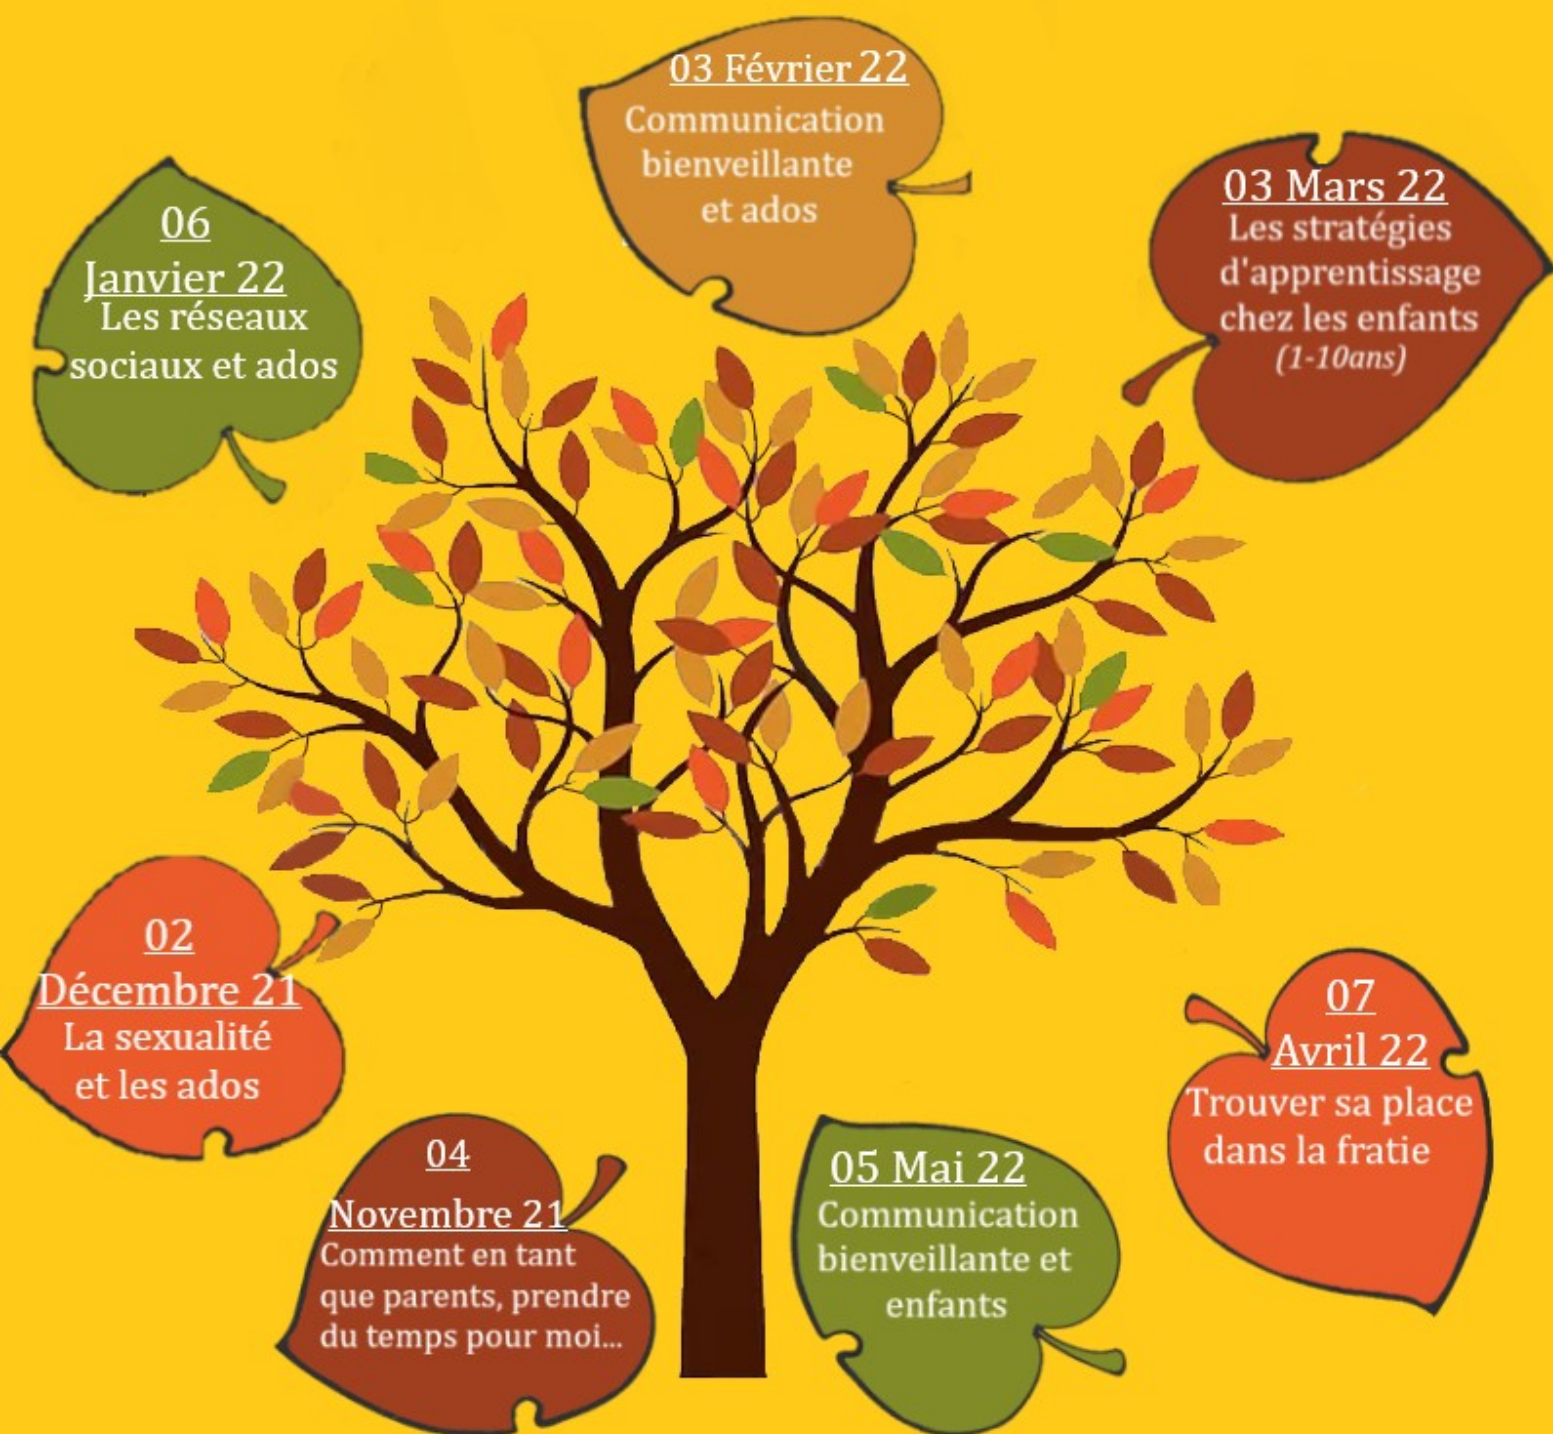 03 Février 22
Communication
bienveillante
et ados
03 Mars 22
Les stratégies
d'apprentissage
chez les enfants
(1-10ans)
06
Janvier 22
Les réseaux
sociaux et ados
02
Décembre 21
La sexualité
et les ados
07
Avril 22
Trouver sa place
dans la fratie
04
Novembre 21
Comment en tant
que parents, prendre
du temps pour moi...
05 Mai 22
Communication
bienveillante et
enfants